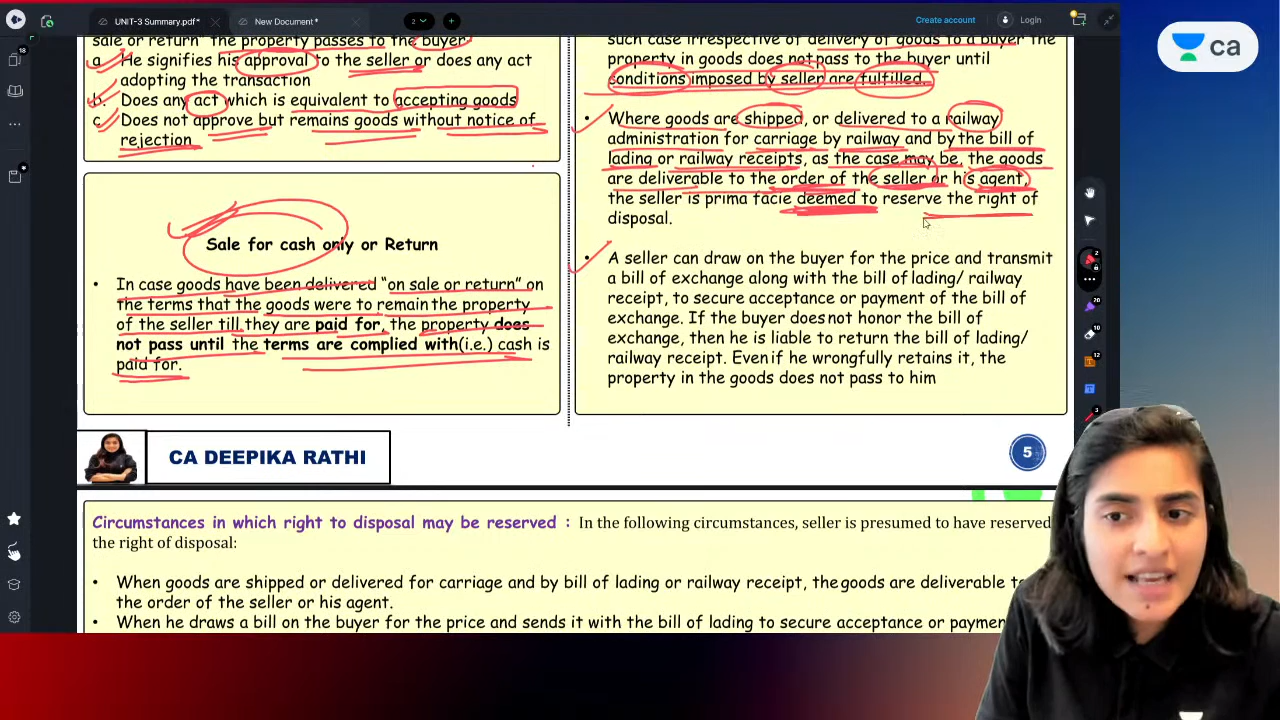 UNIT-3 Summary.pdf*
New Document*
2
Create account
Login
ca
18
sale or return" the property passes to the buyer
a. He signifies his approval to the seller or does any act
adopting the transaction
b. Does any act which is equivalent to accepting goods
c. Does not approve but remains goods without notice of
rejection
Sale for cash only or Return
• In case goods have been delivered "on sale or return" on
the terms that the goods were to remain the property
of the seller till they are paid for, the property does
not pass until the terms are complied with(i.e.) cash is
paid for.
such case irrespective of delivery of goods to a buyer the
property in goods does not pass to the buyer until
conditions imposed by seller are fulfilled.
• Where goods are shipped, or delivered to a railway
administration for carriage by railway and by the bill of
lading or railway receipts, as the case may be, the goods
are deliverable to the order of the seller or his agent,
the seller is prima facie deemed to reserve the right of
disposal.
• A seller can draw on the buyer for the price and transmit
a bill of exchange along with the bill of lading/ railway
receipt, to secure acceptance or payment of the bill of
exchange. If the buyer does not honor the bill of
exchange, then he is liable to return the bill of lading/
railway receipt. Even if he wrongfully retains it, the
property in the goods does not pass to him
2
20
10
12
3
CA DEEPIKA RATHI
5
Circumstances in which right to disposal may be reserved : In the following circumstances, seller is presumed to have reserved
the right of disposal:
• When goods are shipped or delivered for carriage and by bill of lading or railway receipt, the goods are deliverable to
the order of the seller or his agent.
• When he draws a bill on the buyer for the price and sends it with the bill of lading to secure acceptance or paymen